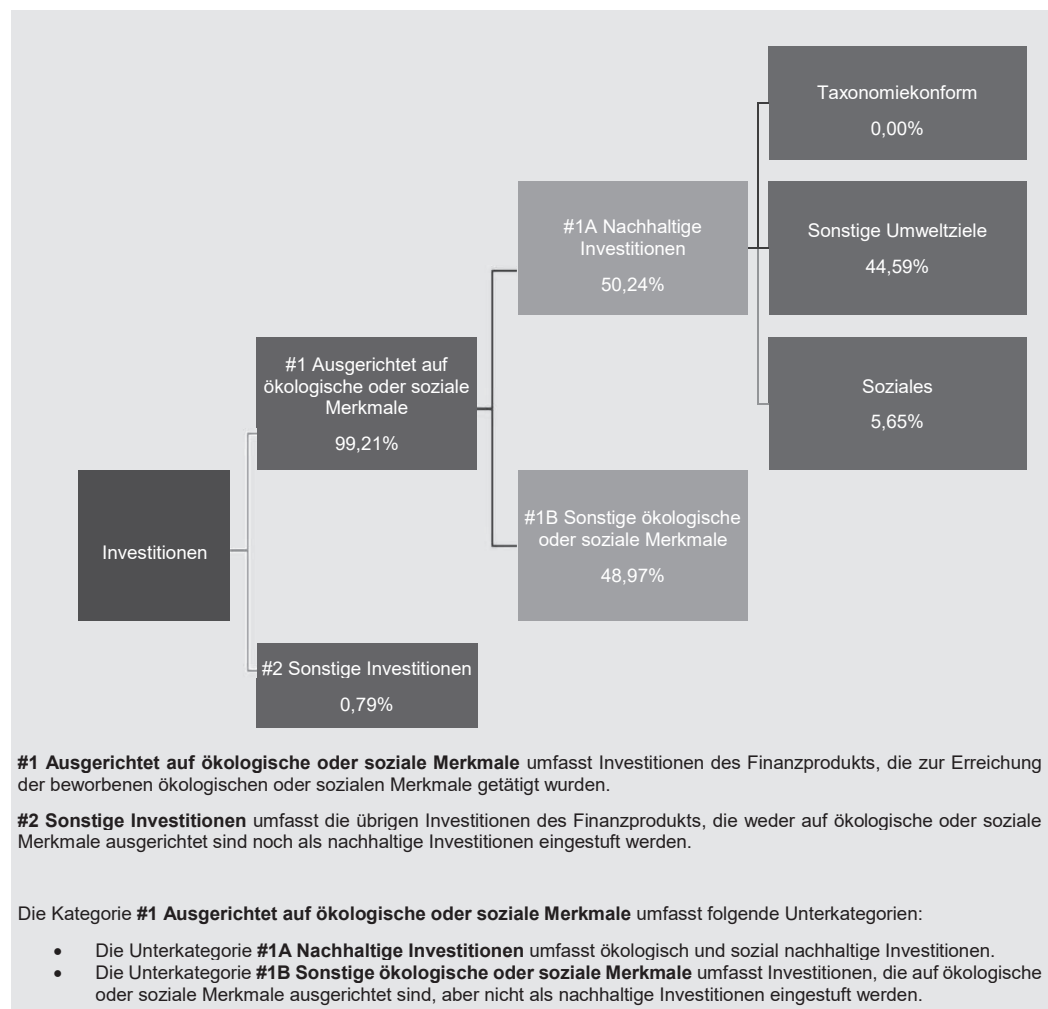 Taxonomiekonform
0,00%
#1A Nachhaltige
Investitionen
50,24%
Sonstige Umweltziele
44,59%
#1 Ausgerichtet auf
ökologische oder soziale
Merkmale
99,21%
Soziales
5,65%
Investitionen
#1B Sonstige ökologische
oder soziale Merkmale
48,97%
#2 Sonstige Investitionen
0,79%
#1 Ausgerichtet auf ökologische oder soziale Merkmale umfasst Investitionen des Finanzprodukts, die zur Erreichung
der beworbenen ökologischen oder sozialen Merkmale getätigt wurden.
#2 Sonstige Investitionen umfasst die übrigen Investitionen des Finanzprodukts, die weder auf ökologische oder soziale
Merkmale ausgerichtet sind noch als nachhaltige Investitionen eingestuft werden.
Die Kategorie #1 Ausgerichtet auf ökologische oder soziale Merkmale umfasst folgende Unterkategorien:
• Die Unterkategorie #1A Nachhaltige Investitionen umfasst ökologisch und sozial nachhaltige Investitionen.
• Die Unterkategorie #1B Sonstige ökologische oder soziale Merkmale umfasst Investitionen, die auf ökologische
oder soziale Merkmale ausgerichtet sind, aber nicht als nachhaltige Investitionen eingestuft werden.